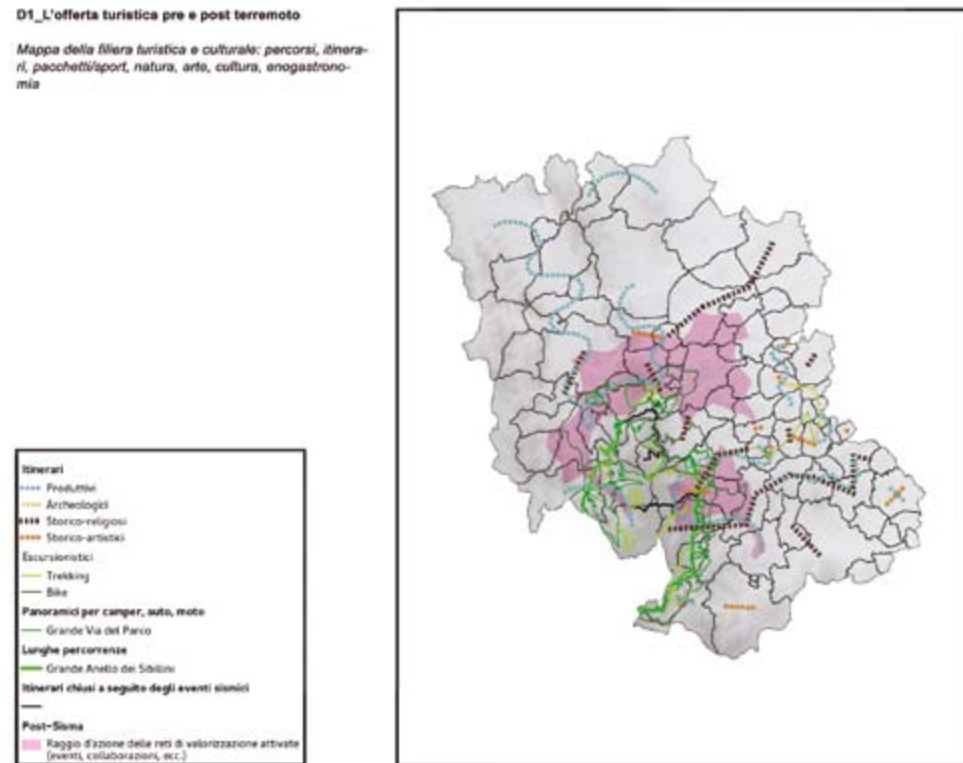 D1_L'offerta turistica pre e post terremoto
Mappa della filiera turistica e culturale: percorsi, itinera-
ri, pacchetti/sport, natura, arte, cultura, enogastrono-
mia
Itinerari
Produttivi
Archeologici
Storico-religiosi
Storico-artistici
Escursionistici
Trekking
Bike
Panoramici per camper, auto, moto
Grande Via del Parco
Lunghe percorrenze
Grande Anello dei Sibillini
Itinerari chiusi a seguito degli eventi sismici
Post-Sisma
Raggio d'azione delle reti di valorizzazione attivate
(eventi, collaborazioni, ecc.)